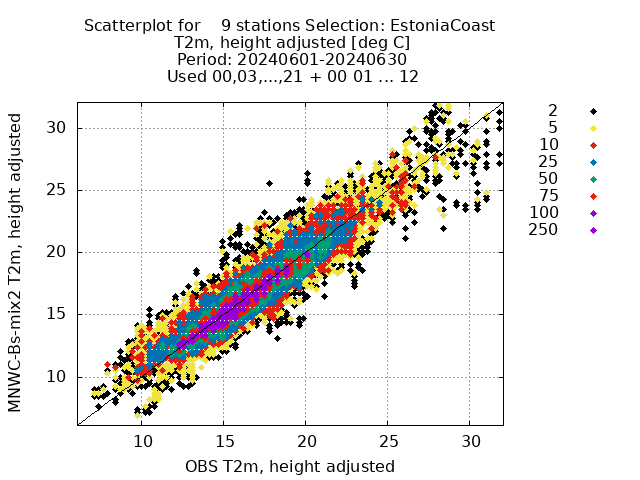 Scatterplot for    9 stations Selection: EstoniaCoast
T2m, height adjusted [deg C]
Period: 20240601-20240630
Used 00,03,...,21 + 00 01 ... 12
MNWC-Bs-mix2 T2m, height adjusted
30
25
20
15
10
10 15 20 25 30
OBS T2m, height adjusted
2
5
10
25
50
75
100
250